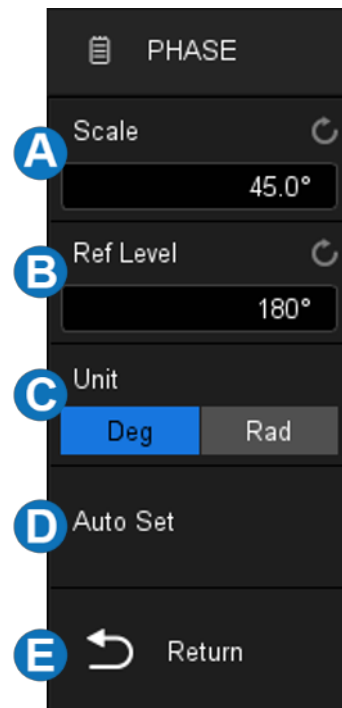 PHASE
A Scale
45.0°
B Ref Level
180°
C Unit
Deg Rad
D Auto Set
E Return